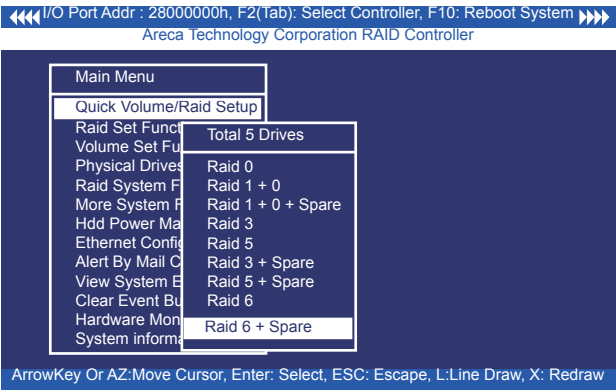 I/O Port Addr : 28000000h, F2(Tab): Select Controller, F10: Reboot System
Areca Technology Corporation RAID Controller
Main Menu
Quick Volume/Raid Setup
Raid Set Funct
Volume Set Fu
Physical Drives
Raid System F
More System F
Hdd Power Ma
Ethernet Config
Alert By Mail C
View System E
Clear Event Bu
Hardware Mon
System informa
Total 5 Drives
Raid 0
Raid 1 + 0
Raid 1 + 0 + Spare
Raid 3
Raid 5
Raid 3 + Spare
Raid 5 + Spare
Raid 6
Raid 6 + Spare
ArrowKey Or AZ:Move Cursor, Enter: Select, ESC: Escape, L:Line Draw, X: Redraw